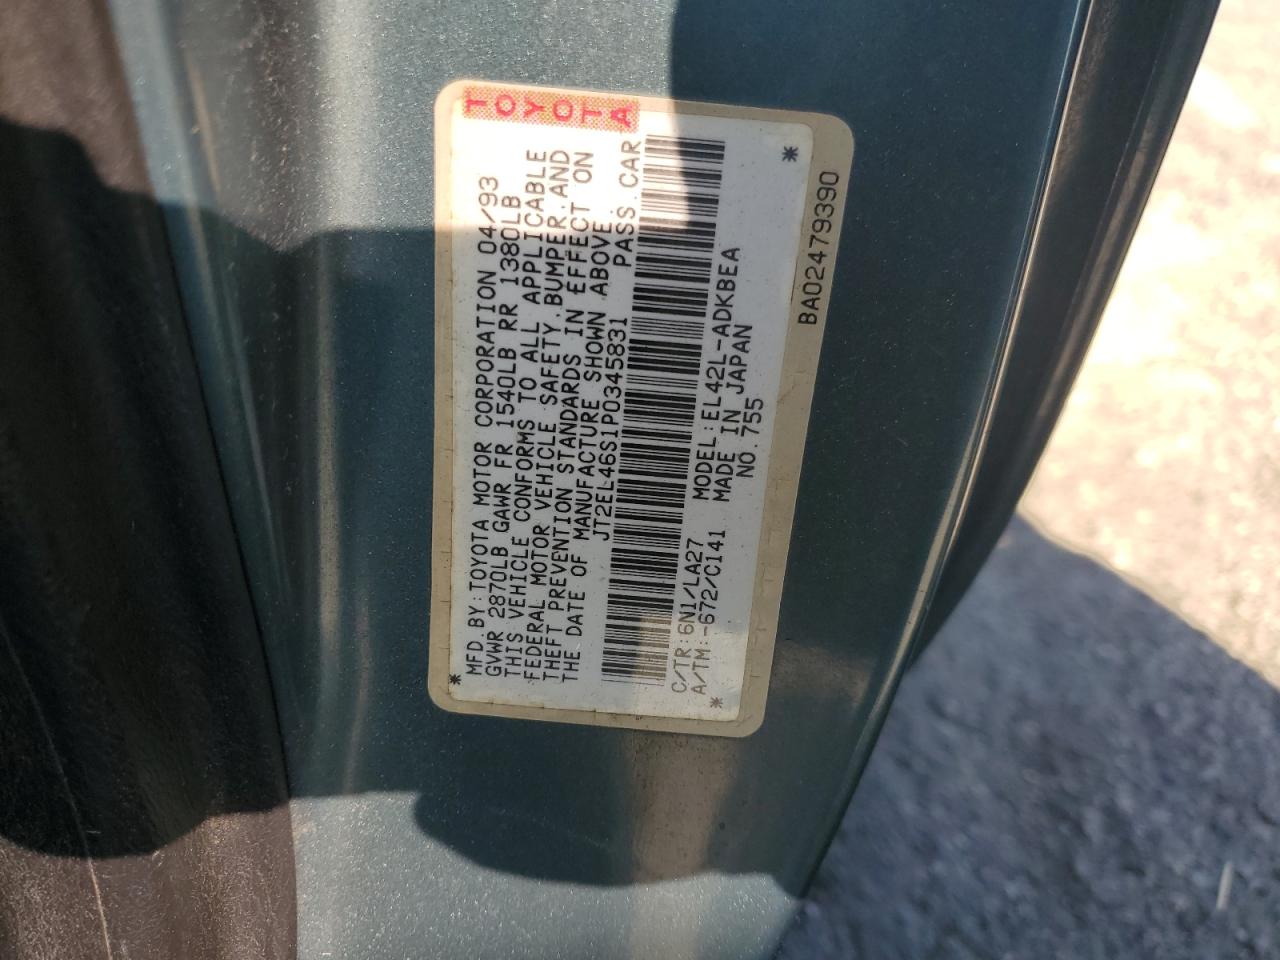 TOYOTA
* MFD.BY:TOYOTA MOTOR CORPORATION 04/93
GVWR 2870LB GAWR FR 1540LB RR 1380LB
THIS VEHICLE CONFORMS TO ALL APPLICABLE
FEDERAL MOTOR VEHICLE SAFETY,BUMPER,AND
THEFT PREVENTION STANDARDS IN EFFECT ON
THE DATE OF MANUFACTURE SHOWN ABOVE.
JT2EL46S1P0345831 PASS.CAR
C/TR:6N1/LA27 MODEL:EL42L-ADKBEA
A/TM:-672/C141 MADE IN JAPAN
* NO.755 *
BA02479390